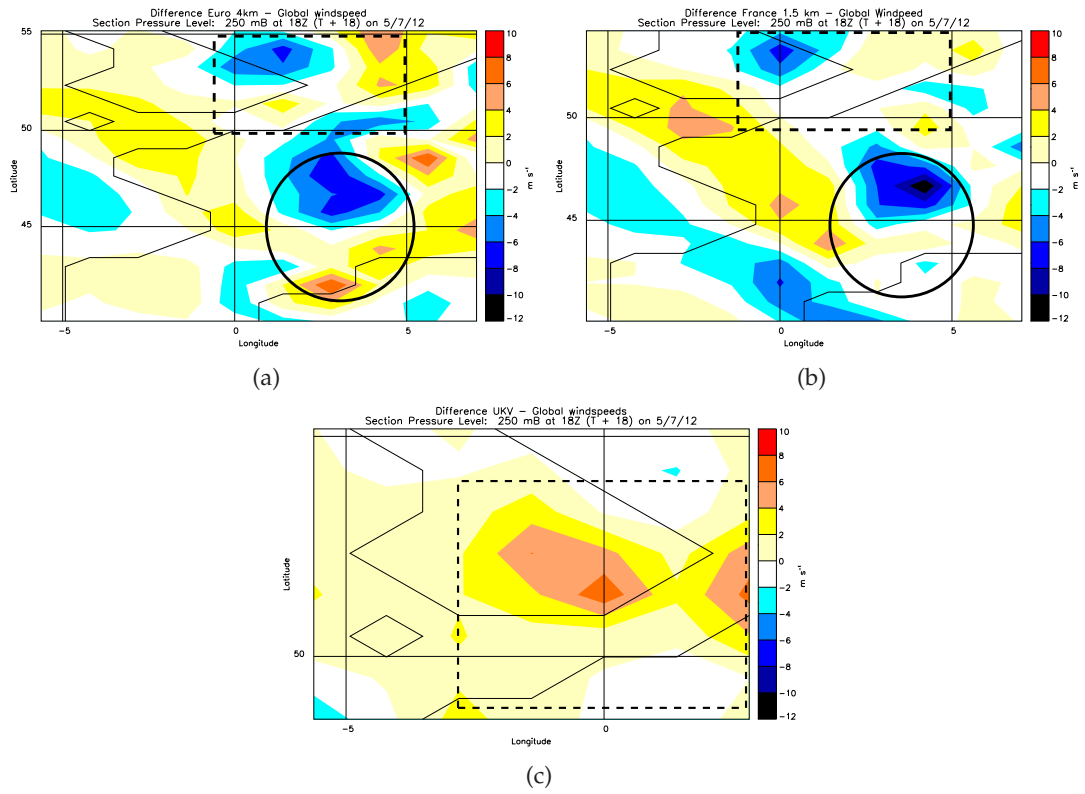 Difference Euro 4km – Global windspeed
Section Pressure Level: 250 mB at 18Z (T + 18) on 5/7/12
55
50
45
Latitude
-5
0
5
Longitude
10
8
6
4
2
0
−2
−4
−6
−8
−10
−12
m s⁻¹
(a)
Difference France 1.5 km – Global Windspeed
Section Pressure Level: 250 mB at 18Z (T + 18) on 5/7/12
55
50
45
Latitude
-5
0
5
Longitude
10
8
6
4
2
0
−2
−4
−6
−8
−10
−12
m s⁻¹
(b)
Difference UKV – Global windspeeds
Section Pressure Level: 250 mB at 18Z (T + 18) on 5/7/12
50
Latitude
-5
0
Longitude
10
8
6
4
2
0
−2
−4
−6
−8
−10
−12
m s⁻¹
(c)